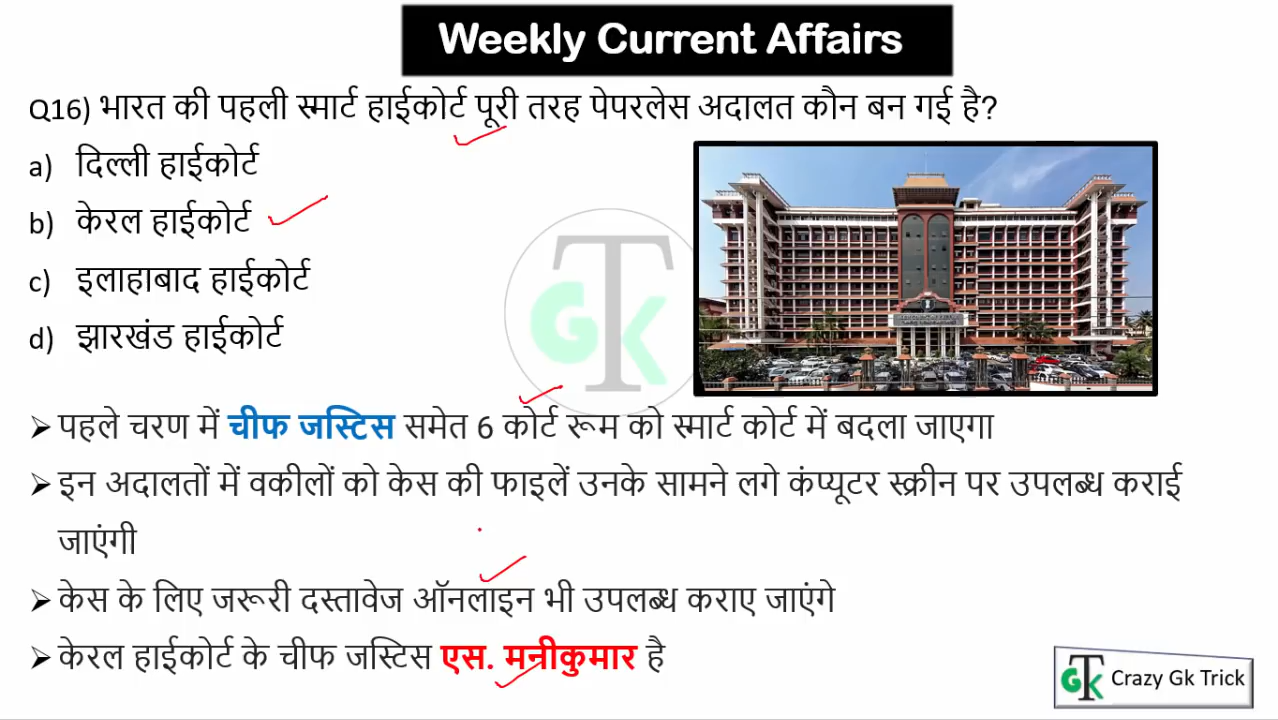 Weekly Current Affairs
Q16) भारत की पहली स्मार्ट हाईकोर्ट पूरी तरह पेपरलेस अदालत कौन बन गई है?
a) दिल्ली हाईकोर्ट
b) केरल हाईकोर्ट
c) इलाहाबाद हाईकोर्ट
d) झारखंड हाईकोर्ट
GTK
➢ पहले चरण में चीफ जस्टिस समेत 6 कोर्ट रूम को स्मार्ट कोर्ट में बदला जाएगा
➢ इन अदालतों में वकीलों को केस की फाइलें उनके सामने लगे कंप्यूटर स्क्रीन पर उपलब्ध कराई
जाएंगी
➢ केस के लिए जरूरी दस्तावेज ऑनलाइन भी उपलब्ध कराए जाएंगे
➢ केरल हाईकोर्ट के चीफ जस्टिस एस. मनीकुमार है
GTK Crazy Gk Trick